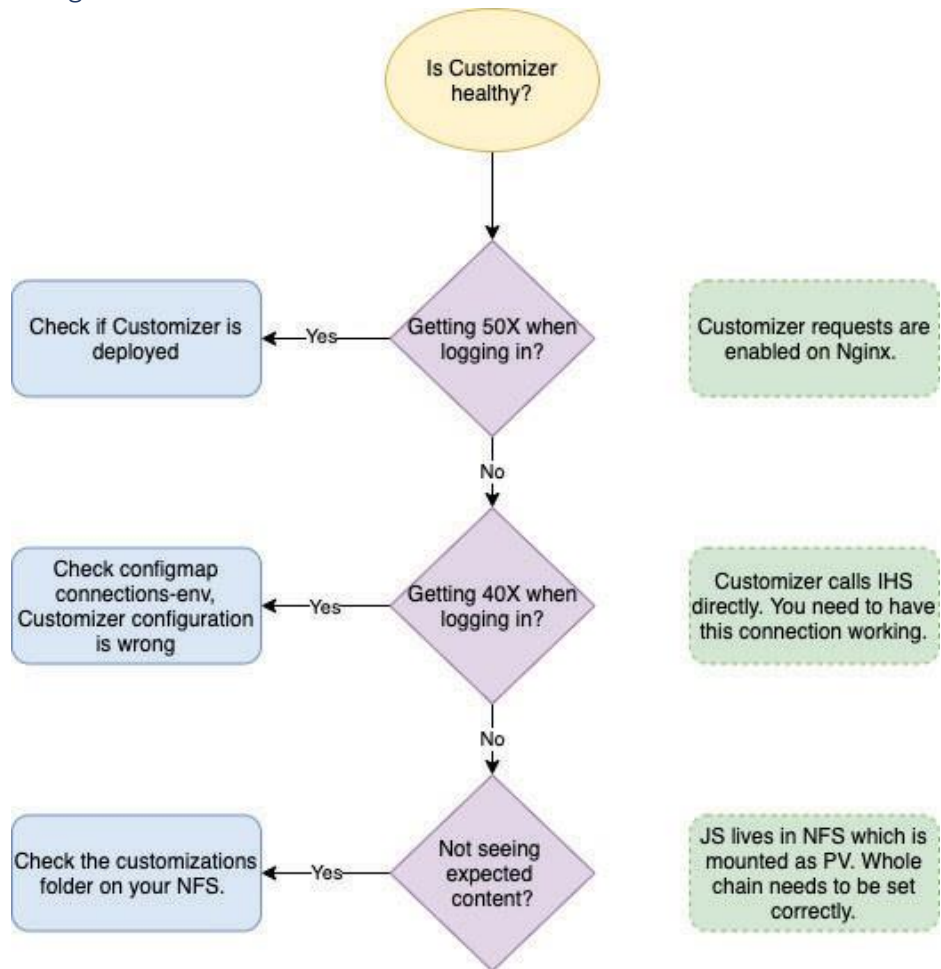 Is Customizer
healthy?
Check if Customizer is
deployed
Yes
Getting 50X when
logging in?
Customizer requests are
enabled on Nginx.
No
Check configmap
connections-env,
Customizer configuration
is wrong
Yes
Getting 40X when
logging in?
Customizer calls IHS
directly. You need to have
this connection working.
No
Check the customizations
folder on your NFS.
Yes
Not seeing
expected
content?
JS lives in NFS which is
mounted as PV. Whole
chain needs to be set
correctly.